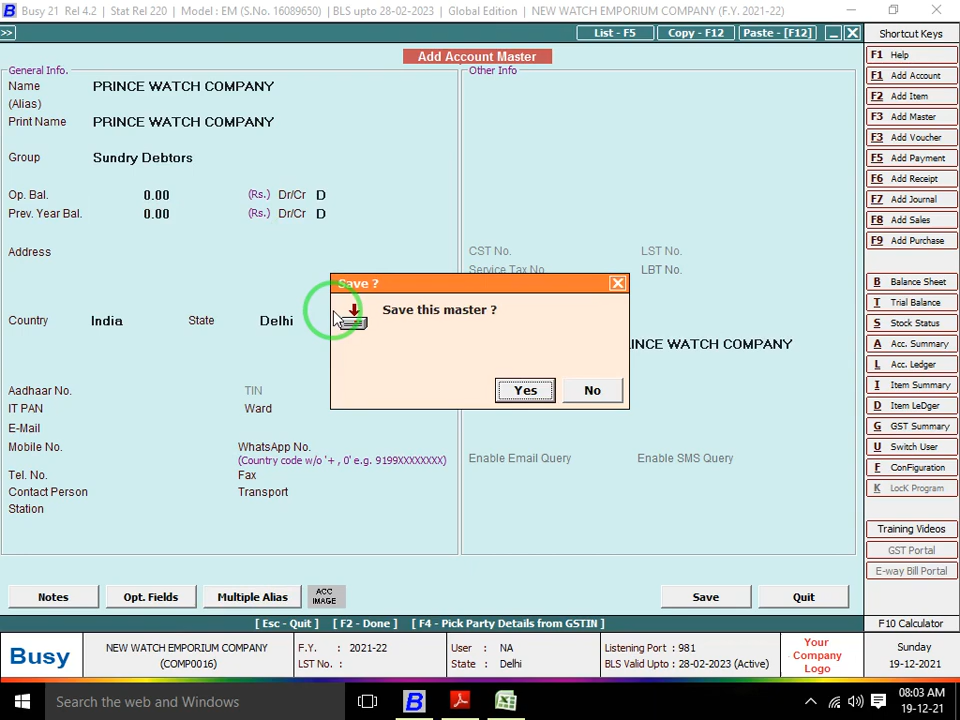 Busy 21 Rel 4.2 | Stat Rel 220 | Model : EM (S.No. 16089650) | BLS upto 28-02-2023 | Global Edition | NEW WATCH EMPORIUM COMPANY (F.Y. 2021-22)
>> List - F5 Copy - F12 Paste - [F12]
Add Account Master
General Info.
Name PRINCE WATCH COMPANY
(Alias)
Print Name PRINCE WATCH COMPANY
Group Sundry Debtors
Op. Bal. 0.00 (Rs.) Dr/Cr D
Prev. Year Bal. 0.00 (Rs.) Dr/Cr D
Address
Country India State Delhi
Aadhaar No. TIN
IT PAN Ward
E-Mail
Mobile No. WhatsApp No.
(Country code w/o '+ , 0' e.g. 9199XXXXXXXX)
Tel. No. Fax
Contact Person Transport
Station
Other Info
CST No. LST No.
Service Tax No. LBT No.
INCE WATCH COMPANY
Enable Email Query Enable SMS Query
Save ?
Save this master ?
Yes No
Notes Opt. Fields Multiple Alias ACC IMAGE Save Quit
[ Esc - Quit ] [ F2 - Done ] [ F4 - Pick Party Details from GSTIN ]
Shortcut Keys
F1 Help
F1 Add Account
F2 Add Item
F3 Add Master
F3 Add Voucher
F5 Add Payment
F6 Add Receipt
F7 Add Journal
F8 Add Sales
F9 Add Purchase
B Balance Sheet
T Trial Balance
S Stock Status
A Acc. Summary
L Acc. Ledger
I Item Summary
D Item LeDger
G GST Summary
U Switch User
F ConFiguration
K LocK Program
Training Videos
GST Portal
E-way Bill Portal
F10 Calculator
Busy
NEW WATCH EMPORIUM COMPANY
(COMP0016)
F.Y. : 2021-22
LST No. :
User : NA
State : Delhi
Listening Port : 981
BLS Valid Upto : 28-02-2023 (Active)
Your
Company
Logo
Sunday
19-12-2021
Search the web and Windows
08:03 AM
19-12-21